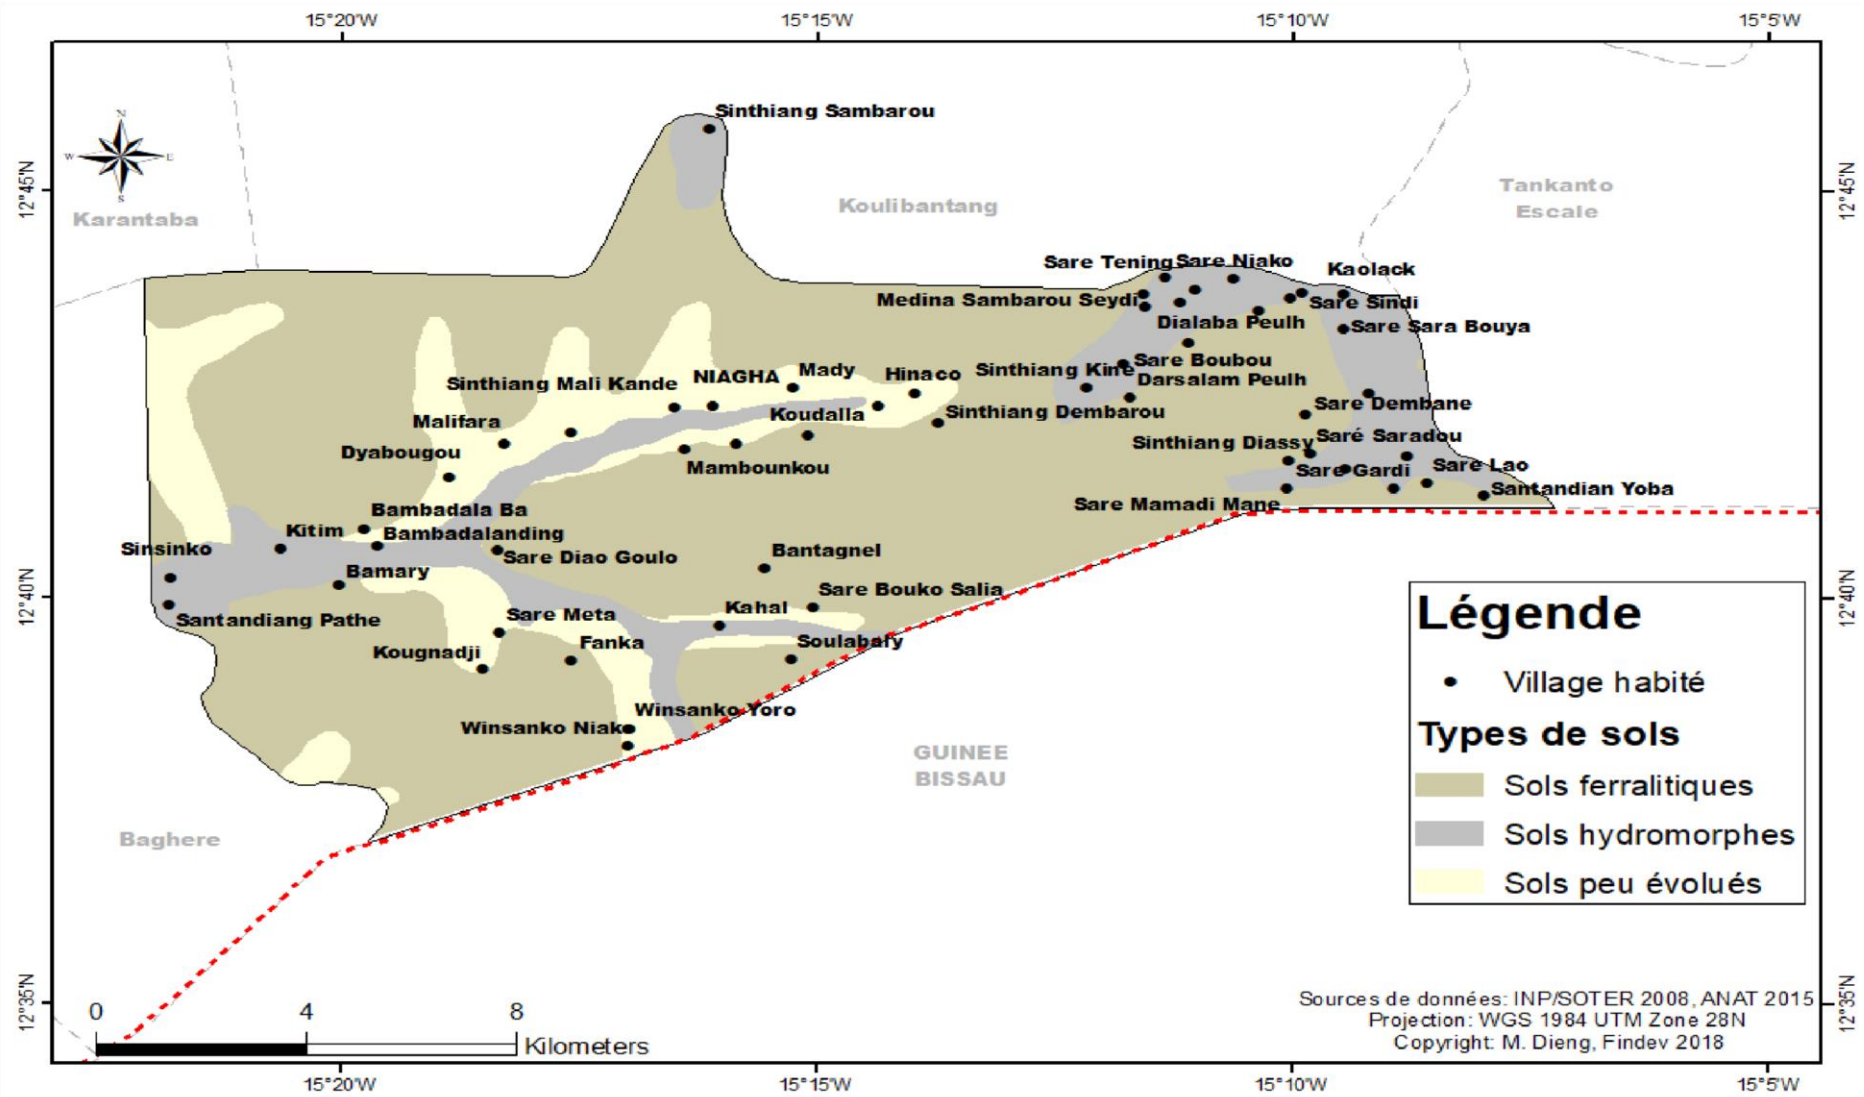 15°20'W 15°15'W 15°10'W 15°5'W
Sinthiang Sambarou
N
W E
S
12°45'N 12°45'N
Karantaba
Koulibantang
Tankanto
Escale
Sare Tening Sare Niako
Kaolack
Medina Sambarou Seydi
Sare Sindi
Dialaba Peulh
Sare Sara Bouya
Sinthiang Mali Kande
NIAGHA
Mady
Hinaco
Sinthiang Kine
Sare Boubou
Darsalam Peulh
Malifara
Koudalla
Sinthiang Dembarou
Sare Dembane
Dyabougou
Mambounkou
Sinthiang Diassy
Saré Saradou
Sare Gardi
Sare Lao
Santandian Yoba
Sare Mamadi Mane
Bambadala Ba
Kitim
Bambadalanding
Sinsinko
Sare Diao Goulo
Bantagnel
Bamary
12°40'N 12°40'N
Sare Bouko Salia
Santandiang Pathe
Sare Meta
Kahal
Kougnadji
Fanka
Soulabaly
Winsanko Yoro
Winsanko Niako
GUINEE
BISSAU
Baghere
Légende
Village habité
Types de sols
Sols ferralitiques
Sols hydromorphes
Sols peu évolués
12°35'N 12°35'N
0 4 8
Kilometers
Sources de données: INP/SOTER 2008, ANAT 2015
Projection: WGS 1984 UTM Zone 28N
Copyright: M. Dieng, Findev 2018
15°20'W 15°15'W 15°10'W 15°5'W